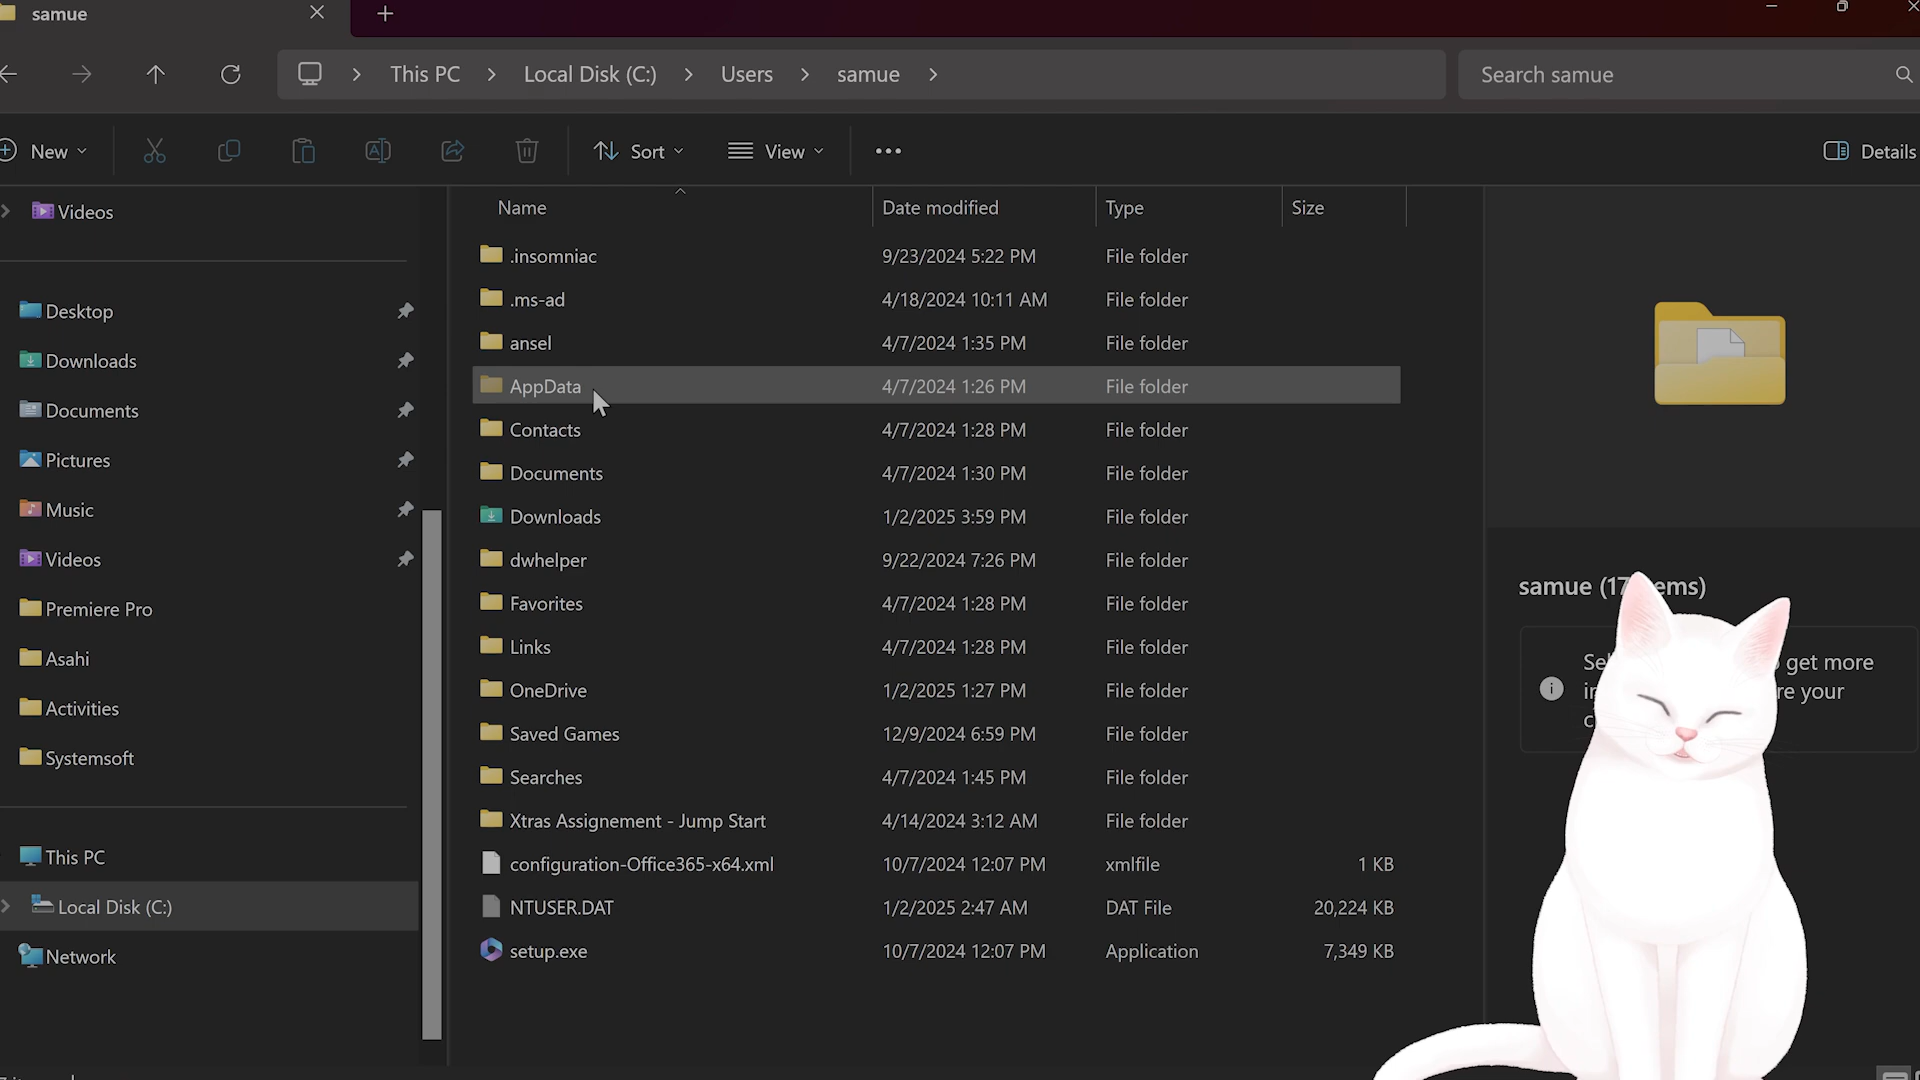 samue
This PC
Local Disk (C:)
Users
samue
Search samue
New
Sort
View
Details
Videos
Desktop
Downloads
Documents
Pictures
Music
Videos
Premiere Pro
Asahi
Activities
Systemsoft
This PC
Local Disk (C:)
Network
Name Date modified Type Size
.insomniac 9/23/2024 5:22 PM File folder
.ms-ad 4/18/2024 10:11 AM File folder
ansel 4/7/2024 1:35 PM File folder
AppData 4/7/2024 1:26 PM File folder
Contacts 4/7/2024 1:28 PM File folder
Documents 4/7/2024 1:30 PM File folder
Downloads 1/2/2025 3:59 PM File folder
dwhelper 9/22/2024 7:26 PM File folder
Favorites 4/7/2024 1:28 PM File folder
Links 4/7/2024 1:28 PM File folder
OneDrive 1/2/2025 1:27 PM File folder
Saved Games 12/9/2024 6:59 PM File folder
Searches 4/7/2024 1:45 PM File folder
Xtras Assignement - Jump Start 4/14/2024 3:12 AM File folder
configuration-Office365-x64.xml 10/7/2024 12:07 PM xmlfile 1 KB
NTUSER.DAT 1/2/2025 2:47 AM DAT File 20,224 KB
setup.exe 10/7/2024 12:07 PM Application 7,349 KB
samue (17
get more
your